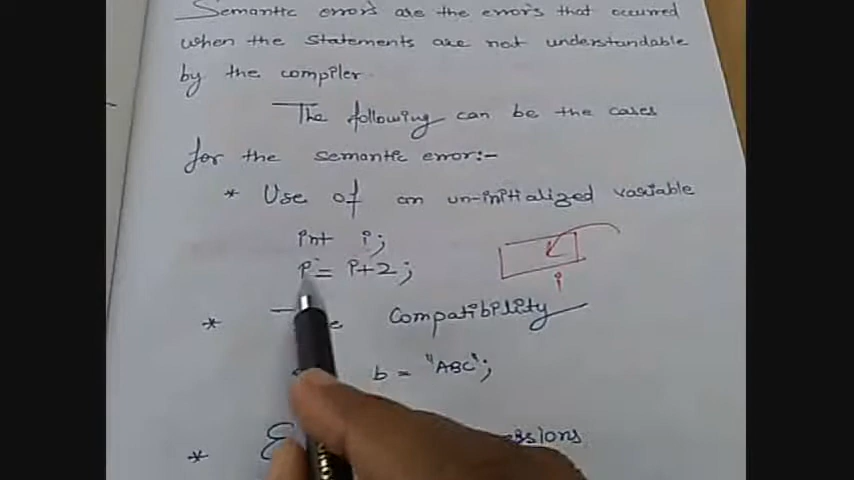 Semantic errors are the errors that occurred
when the statements are not understandable
by the compiler.
The following can be the cases
for the semantic error:-
* Use of an un-initialized variable
int i;
i = i+2;
i
* Compatibility
b = "ABC";
*